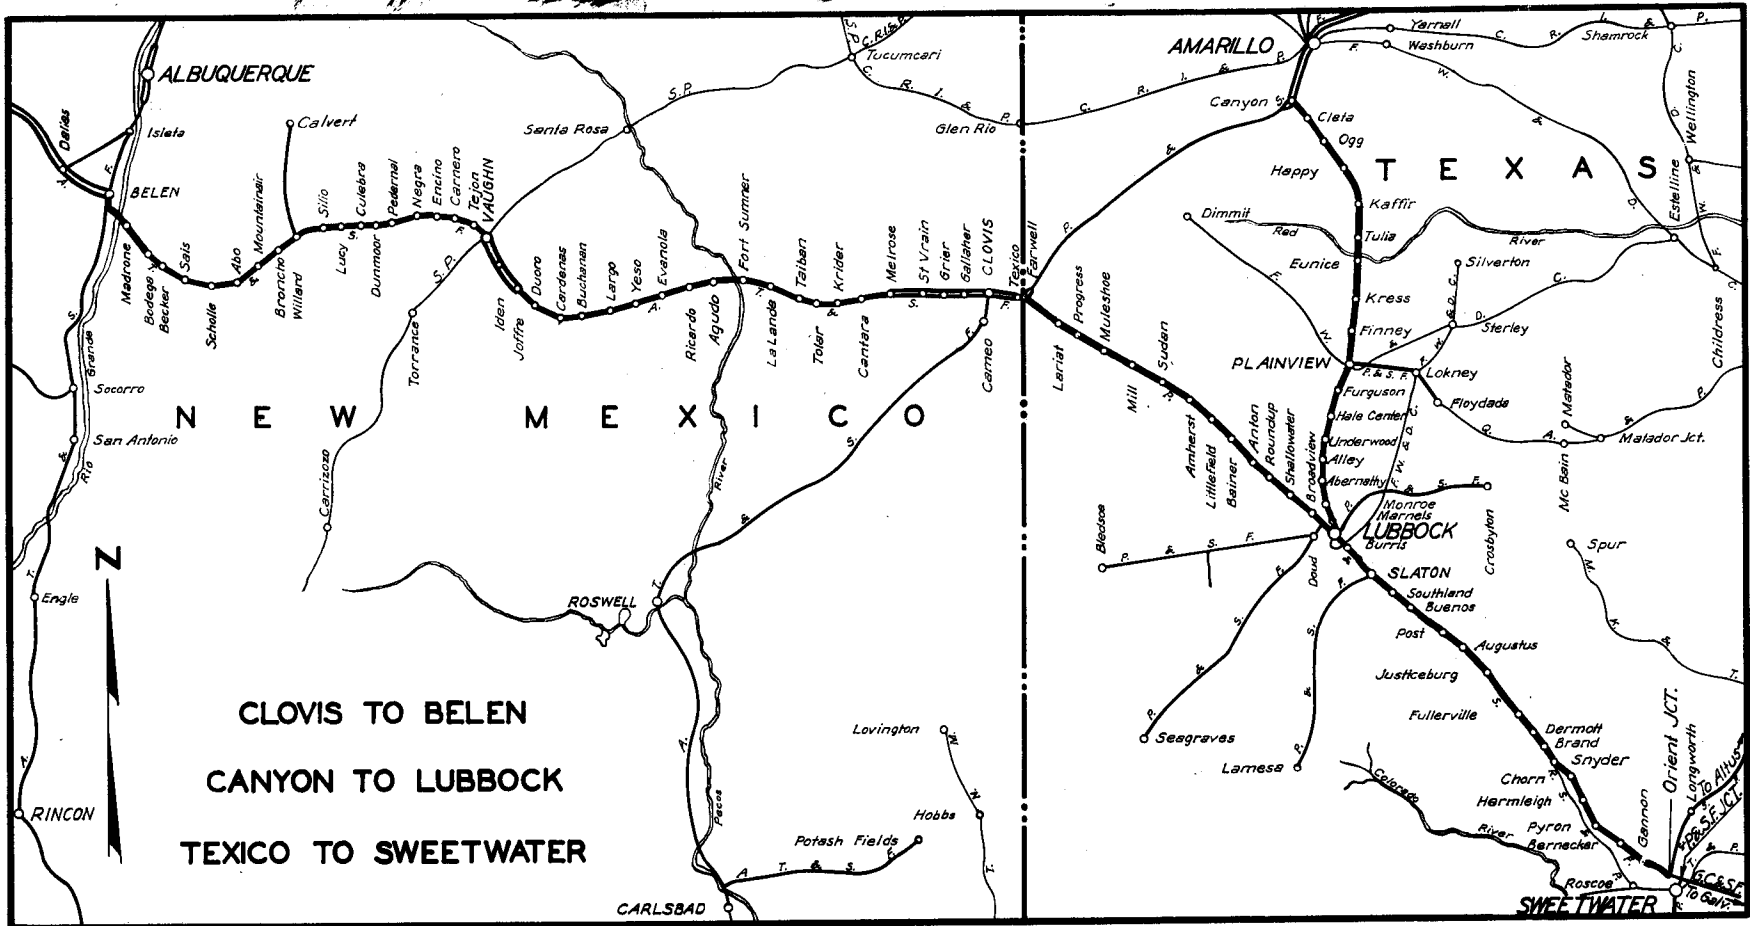 ALBUQUERQUE
Isleta
Dalies
BELEN
Calvert
Madrone
Bodega
Becker
Sais
Scholle
Abo
Mountainair
Broncho
Willard
Silio
Lucy
Culebra
Dunmoor
Pedernal
Negra
Encino
Carnero
Tejon
VAUGHN
Iden
Joffre
Duoro
Cardenas
Buchanan
Largo
Yeso
Evanola
Ricardo
Agudo
Fort Sumner
La Lande
Taiban
Tolar
Krider
Cantara
Melrose
St Vrain
Grier
Gallaher
CLOVIS
Cameo
Texico
Farwell
Santa Rosa
S.P.
Tucumcari
C.R.I.&P.
C. R. I. & P.
Glen Rio
C. R. I. & P.
S.P.
Torrance
Carrizozo
Rio
Grande
Socorro
San Antonio
Engle
RINCON
NEW MEXICO
N
River
Pecos
ROSWELL
CLOVIS TO BELEN
CANYON TO LUBBOCK
TEXICO TO SWEETWATER
Lovington
Hobbs
Potash Fields
A T. & S. F.
CARLSBAD
AMARILLO
Yarnall
Washburn
Shamrock
C. R. I. & P.
Wellington
Canyon
Cleta
Ogg
Happy
TEXAS
Kaffir
Tulia
Eunice
Kress
Finney
PLAINVIEW
Dimmit
Red
River
Silverton
Sterley
Estelline
Childress
Lokney
P.& S. F.
Floydada
Q. A. & P.
Mc Bain
Matador
Matador Jct.
Furguson
Hale Center
Underwood
Alley
Abernathy
Monroe
Marnels
LUBBOCK
Burris
Crosbyton
Progress
Lariat
Muleshoe
Mill
Sudan
Amherst
Littlefield
Bainer
Anton
Roundup
Shallowater
Broadview
Bledsoe
P. & S. F.
Doud
SLATON
Southland
Buenos
Post
Augustus
Justiceburg
Fullerville
Dermott
Brand
Snyder
Chorn
Hermleigh
Pyron
Bernecker
Gannon
Orient JCT.
Longworth
To Altus
S.F. JCT.
G.C.& S.F.
To Galv.
Roscoe
SWEETWATER
Spur
Seagraves
Lamesa
Colorado
River